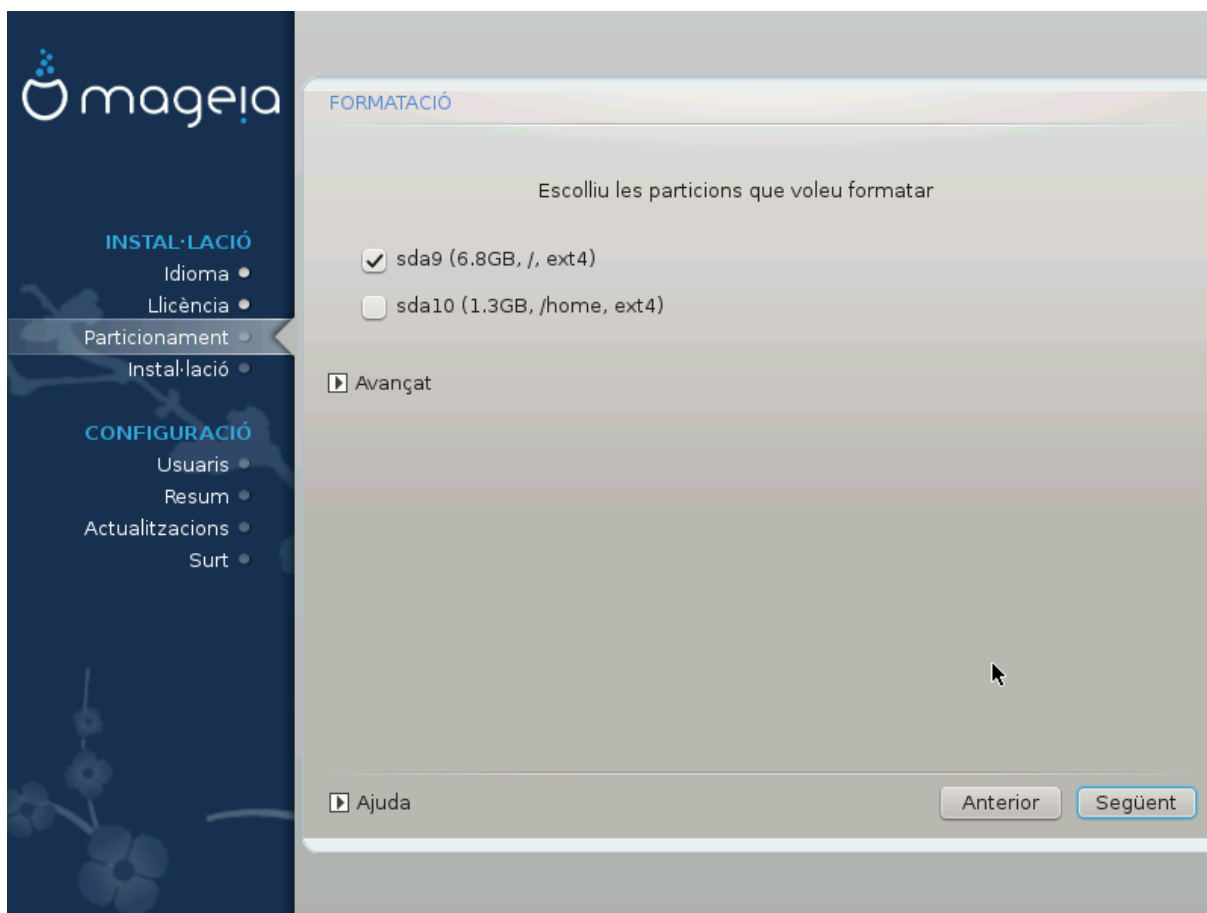 mageia
INSTAL·LACIÓ
Idioma
Llicència
Particionament
Instal·lació
CONFIGURACIÓ
Usuaris
Resum
Actualitzacions
Surt
FORMATACIÓ
Escolliu les particions que voleu formatar
sda9 (6.8GB, /, ext4)
sda10 (1.3GB, /home, ext4)
Avançat
Ajuda
Anterior
Següent